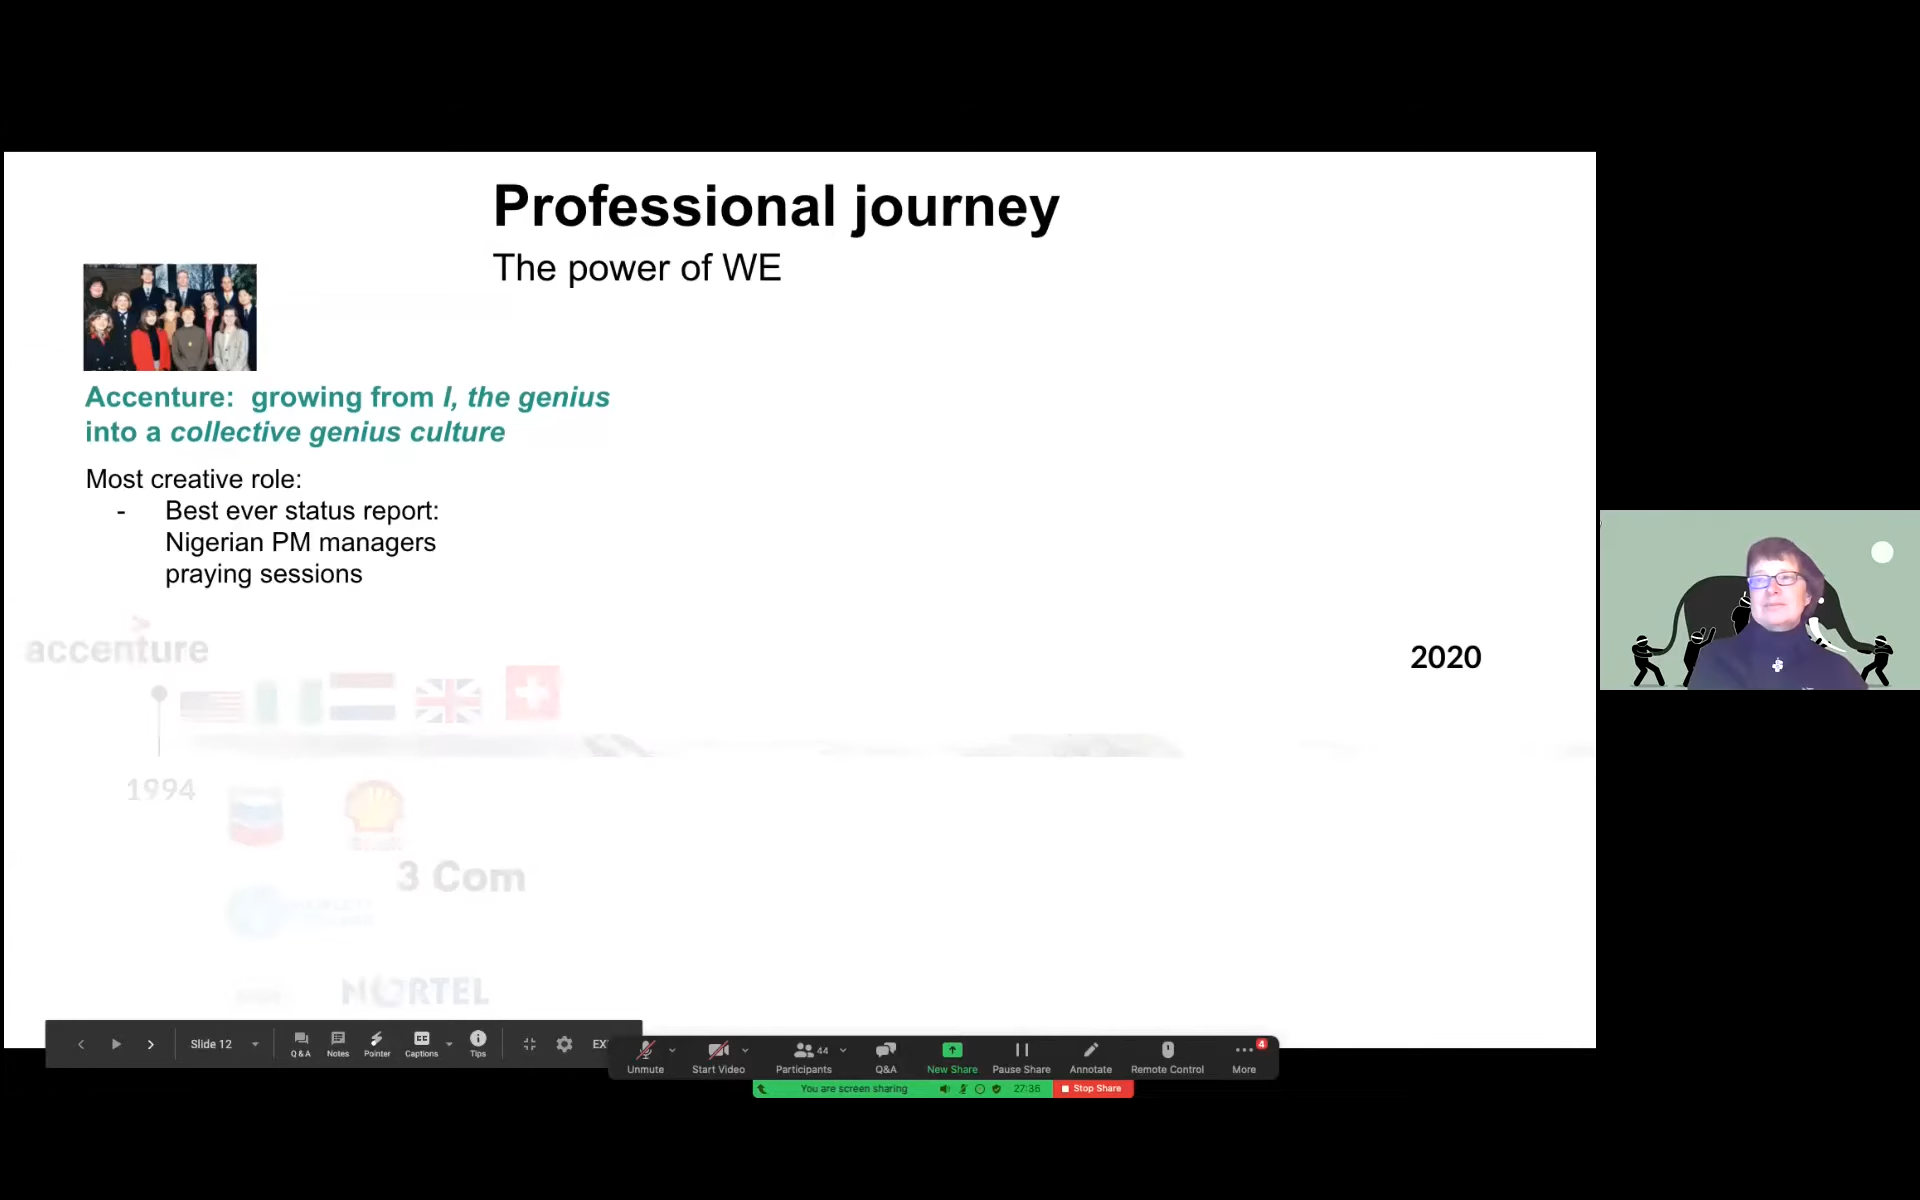 Professional journey
The power of WE
Accenture: growing from I, the genius
into a collective genius culture
Most creative role:
- Best ever status report:
Nigerian PM managers
praying sessions
accenture
2020
1994
Shell
3 Com
NORTEL
Slide 12
Q & A
Notes
Pointer
Captions
Tips
EX
Unmute
Start Video
44
Participants
Q&A
New Share
Pause Share
Annotate
Remote Control
4
More
You are screen sharing
27:36
Stop Share